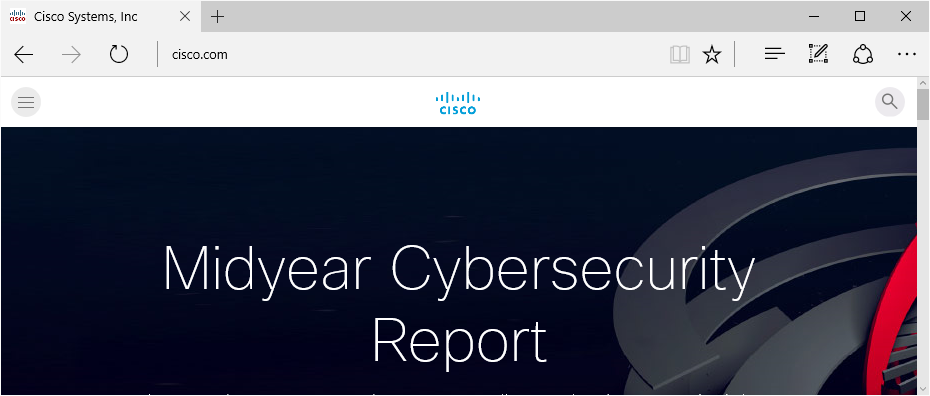 Cisco Systems, Inc
cisco.com
CISCO
Midyear Cybersecurity
Report